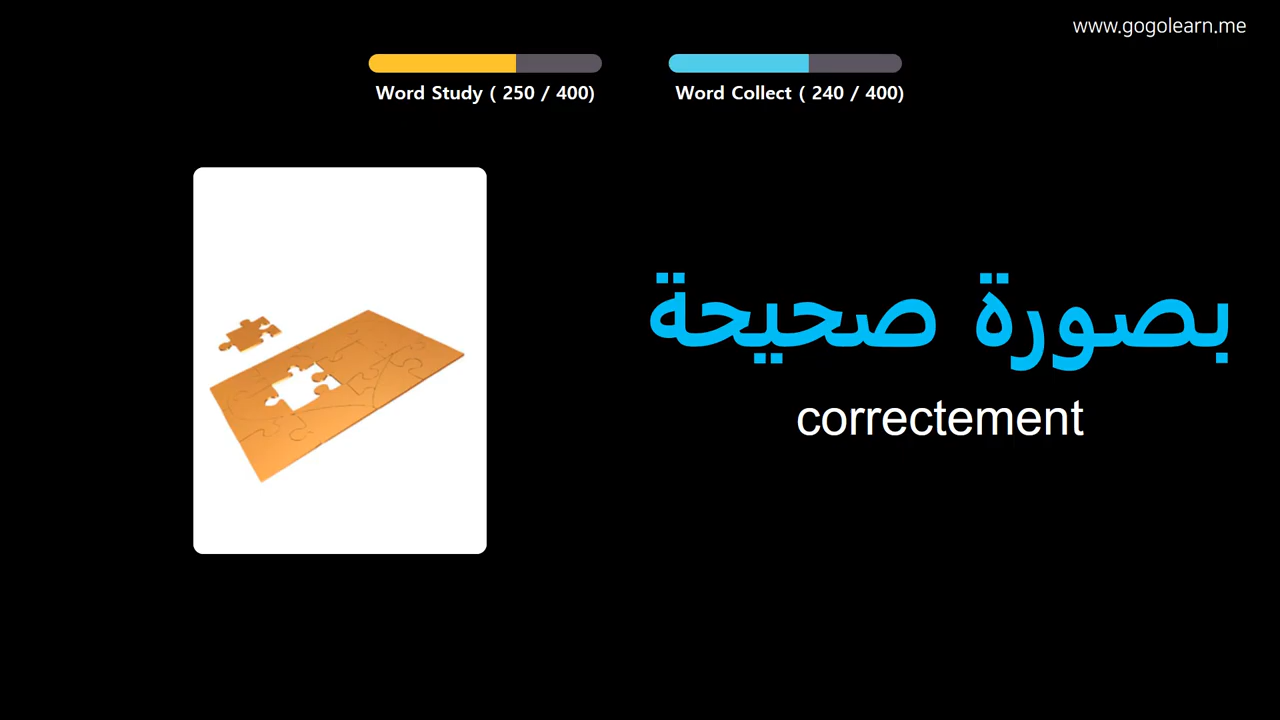 www.gogolearn.me
Word Study ( 250 / 400)
Word Collect ( 240 / 400)
بصورة صحيحة
correctement